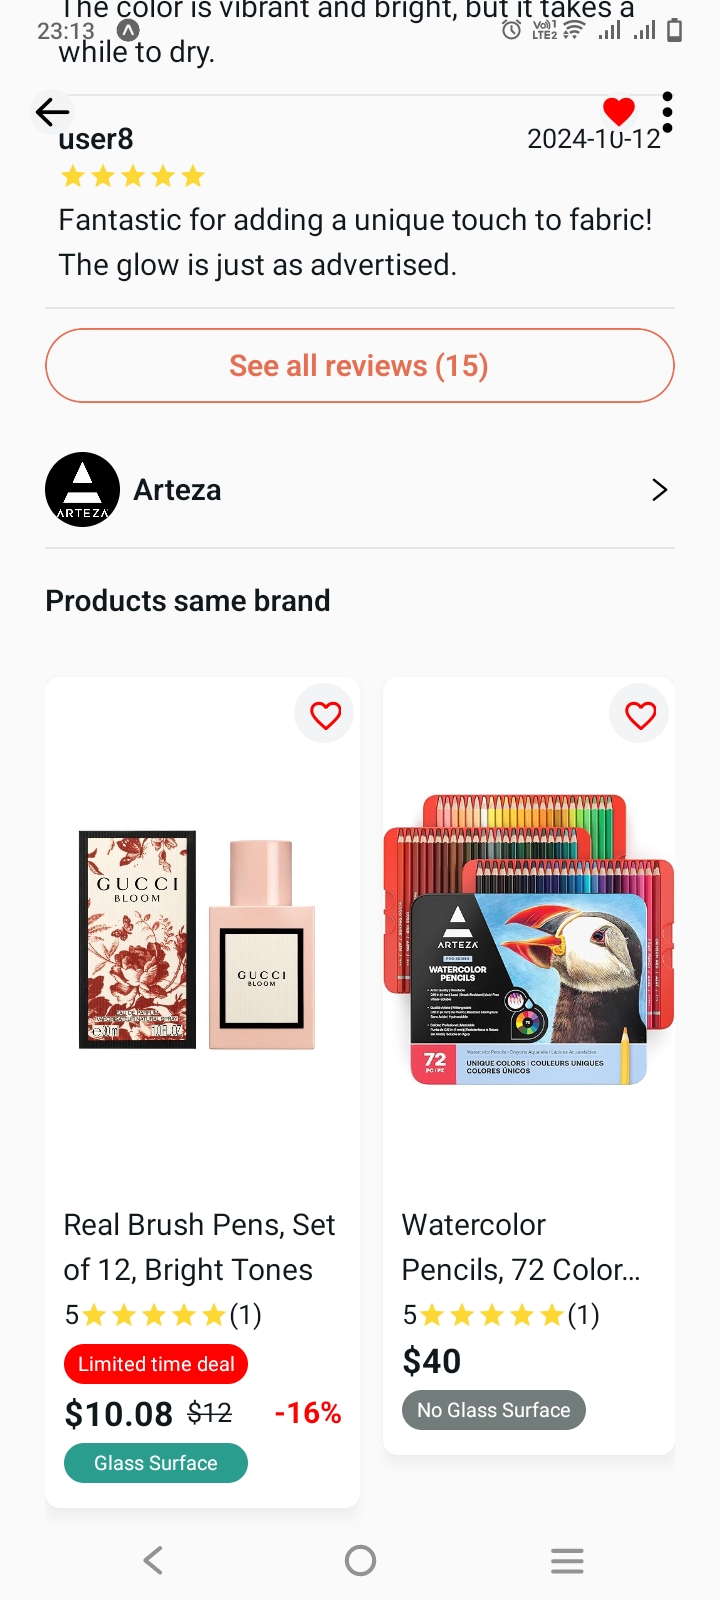 The color is vibrant and bright, but it takes a
23:13
Vo)) 1
LTE2
while to dry.
user8
2024-10-12
Fantastic for adding a unique touch to fabric!
The glow is just as advertised.
See all reviews (15)
ARTEZA
Arteza
Products same brand
GUCCI
BLOOM
GUCCI
BLOOM
ARTEZA
WATERCOLOR
PENCILS
72
UNIQUE COLORS | COULEURS UNIQUES
COLORES ÚNICOS
Real Brush Pens, Set
of 12, Bright Tones
5 (1)
Limited time deal
$10.08 $12 -16%
Glass Surface
Watercolor
Pencils, 72 Color...
5 (1)
$40
No Glass Surface